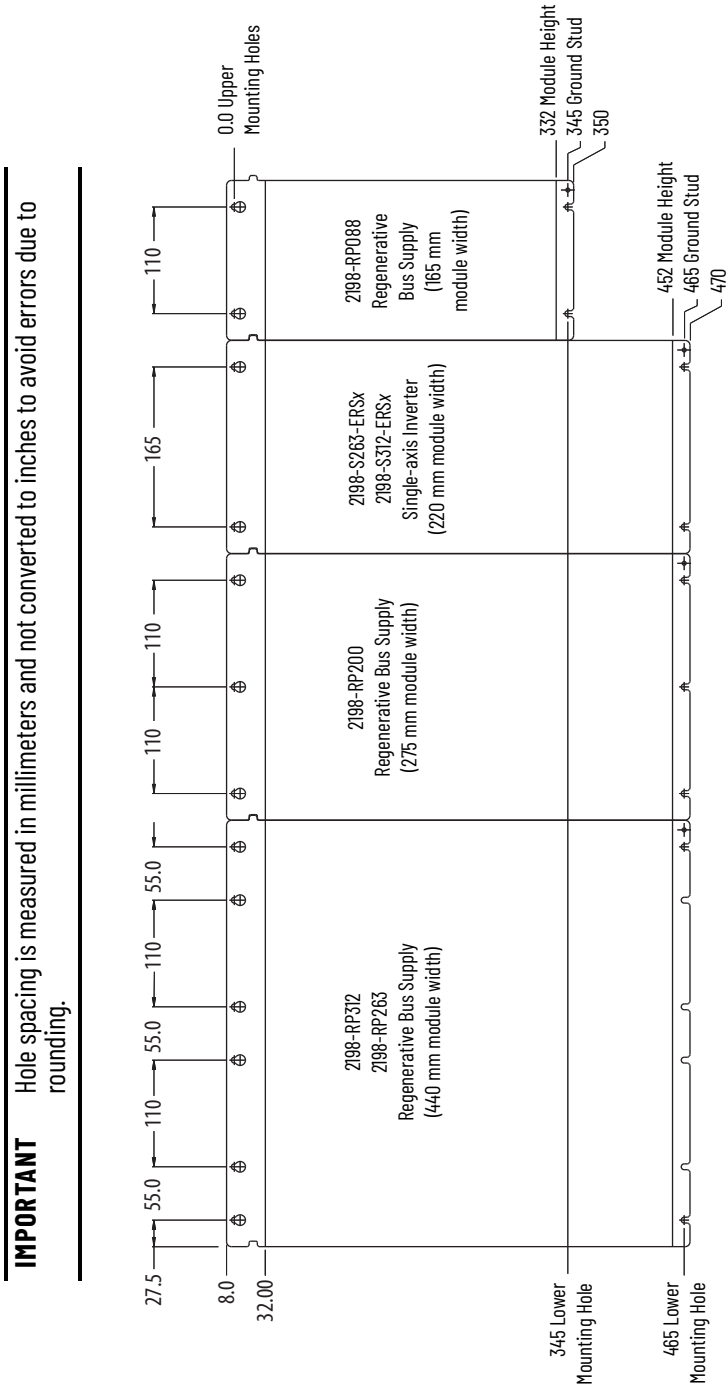 IMPORTANT Hole spacing is measured in millimeters and not converted to inches to avoid errors due to
rounding.
27.5
55.0
110
55.0
110
55.0
110
110
165
110
8.0
32.00
0.0 Upper
Mounting Holes
2198-RP312
2198-RP263
Regenerative Bus Supply
(440 mm module width)
2198-RP200
Regenerative Bus Supply
(275 mm module width)
2198-S263-ERSx
2198-S312-ERSx
Single-axis Inverter
(220 mm module width)
2198-RP088
Regenerative
Bus Supply
(165 mm
module width)
332 Module Height
345 Ground Stud
350
345 Lower
Mounting Hole
452 Module Height
465 Ground Stud
470
465 Lower
Mounting Hole